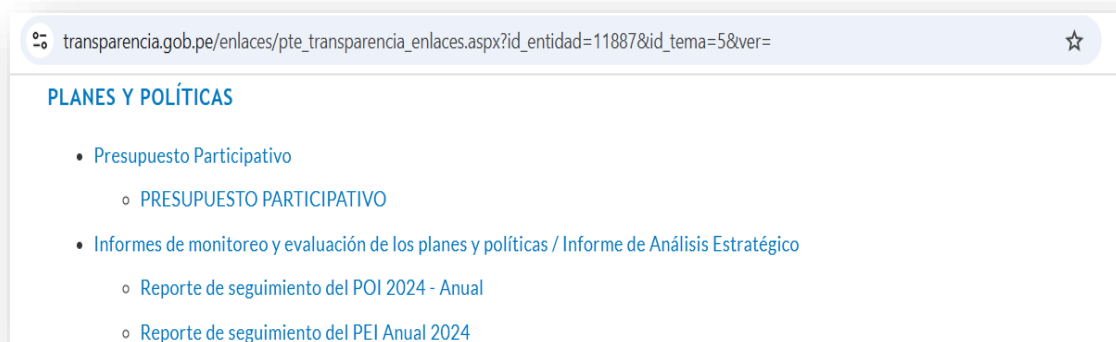 transparencia.gob.pe/enlaces/pte_transparencia_enlaces.aspx?id_entidad=11887&id_tema=5&ver=
PLANES Y POLÍTICAS
• Presupuesto Participativo
◦ PRESUPUESTO PARTICIPATIVO
• Informes de monitoreo y evaluación de los planes y políticas / Informe de Análisis Estratégico
◦ Reporte de seguimiento del POI 2024 - Anual
◦ Reporte de seguimiento del PEI Anual 2024